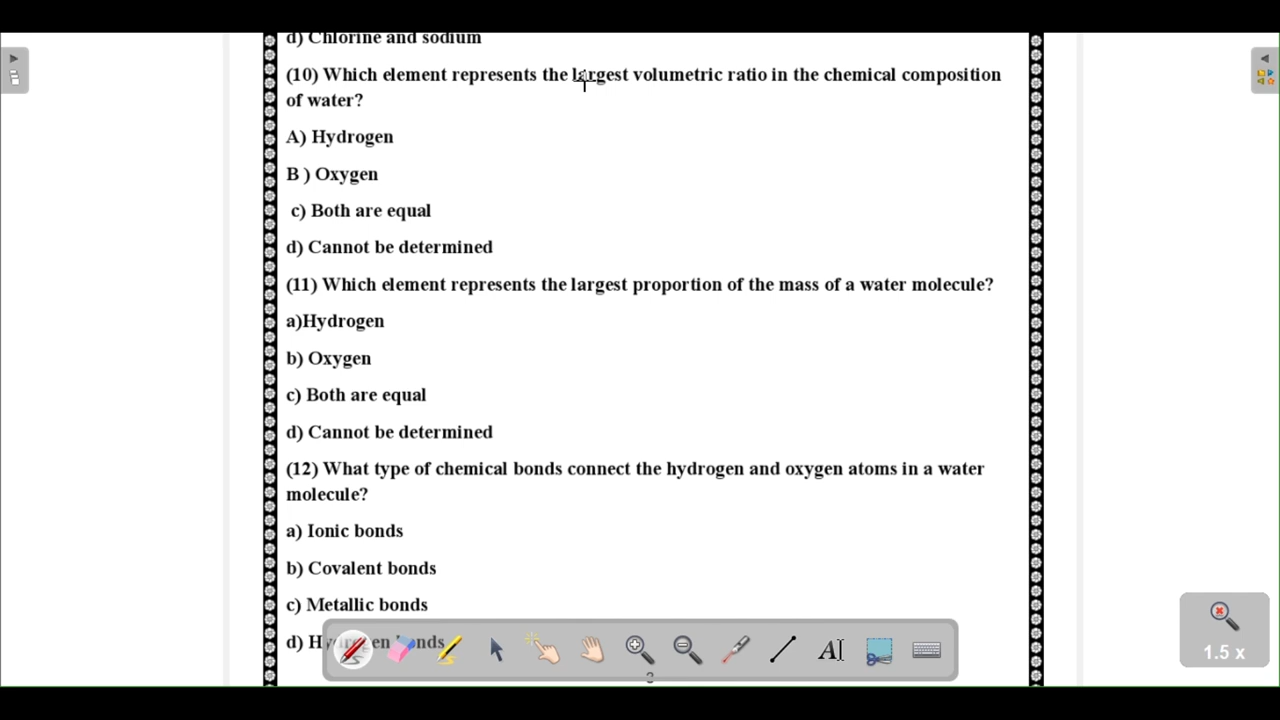 d) Chlorine and sodium
(10) Which element represents the largest volumetric ratio in the chemical composition
of water?
A) Hydrogen
B ) Oxygen
c) Both are equal
d) Cannot be determined
(11) Which element represents the largest proportion of the mass of a water molecule?
a)Hydrogen
b) Oxygen
c) Both are equal
d) Cannot be determined
(12) What type of chemical bonds connect the hydrogen and oxygen atoms in a water
molecule?
a) Ionic bonds
b) Covalent bonds
c) Metallic bonds
d) Hydrogen bonds
1.5 x